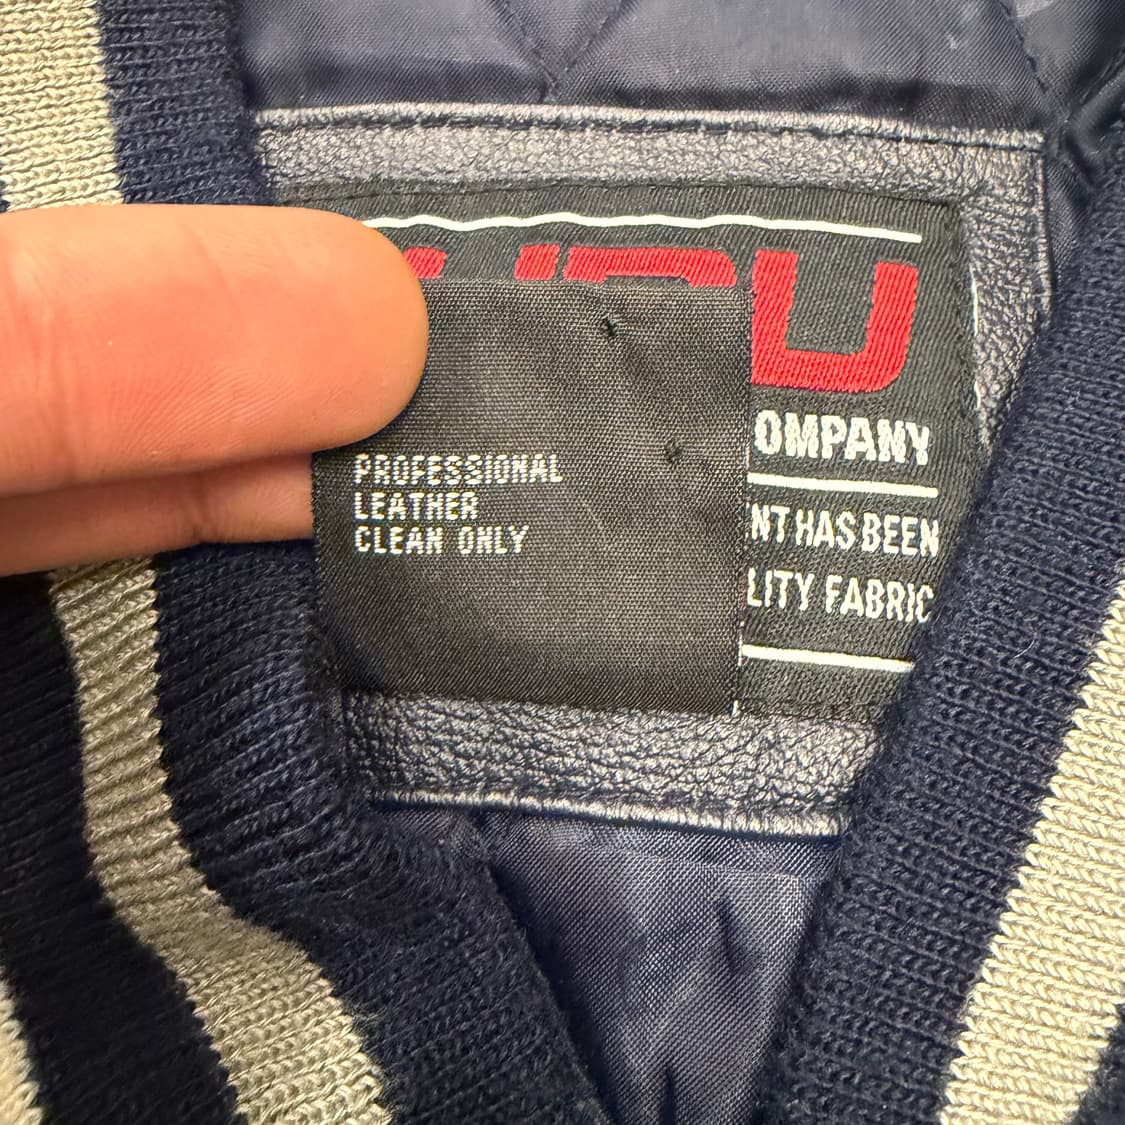 OMPANY
NT HAS BEEN
LITY FABRIC
PROFESSIONAL
LEATHER
CLEAN ONLY